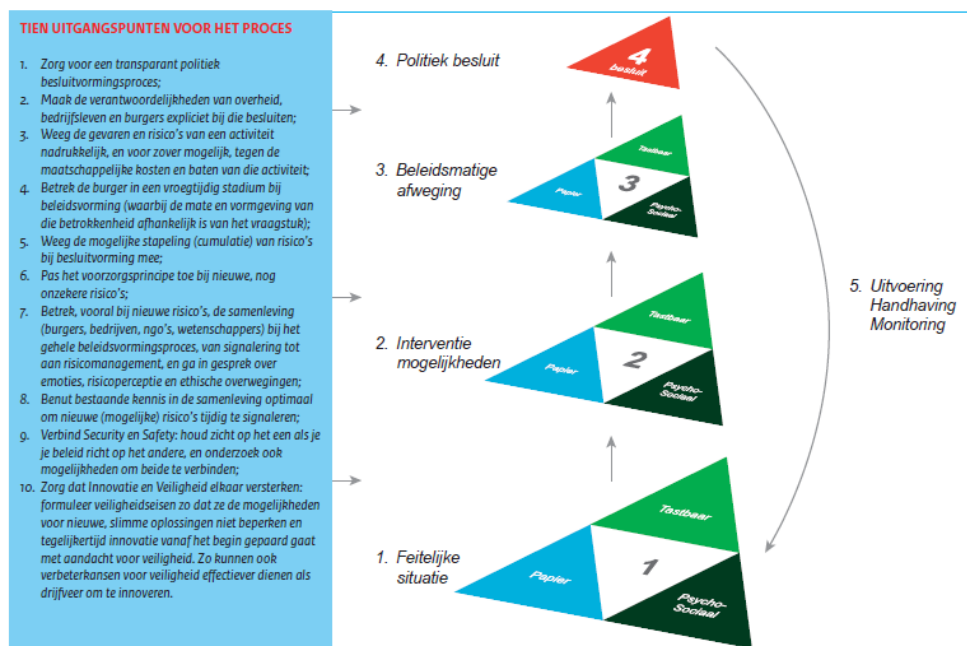 TIEN UITGANGSPUNTEN VOOR HET PROCES
1. Zorg voor een transparant politiek
besluitvormingsproces;
2. Maak de verantwoordelijkheden van overheid,
bedrijfsleven en burgers expliciet bij die besluiten;
3. Weeg de gevaren en risico's van een activiteit
nadrukkelijk, en voor zover mogelijk, tegen de
maatschappelijke kosten en baten van die activiteit;
4. Betrek de burger in een vroegtijdig stadium bij
beleidsvorming (waarbij de mate en vormgeving van
die betrokkenheid afhankelijk is van het vraagstuk);
5. Weeg de mogelijke stapeling (cumulatie) van risico's
bij besluitvorming mee;
6. Pas het voorzorgsprincipe toe bij nieuwe, nog
onzekere risico's;
7. Betrek, vooral bij nieuwe risico's, de samenleving
(burgers, bedrijven, ngo's, wetenschappers) bij het
gehele beleidsvormingsproces, van signalering tot
aan risicomanagement, en ga in gesprek over
emoties, risicoperceptie en ethische overwegingen;
8. Benut bestaande kennis in de samenleving optimaal
om nieuwe (mogelijke) risico's tijdig te signaleren;
9. Verbind Security en Safety: houd zicht op het een als je
je beleid richt op het andere, en onderzoek ook
mogelijkheden om beide te verbinden;
10. Zorg dat Innovatie en Veiligheid elkaar versterken:
formuleer veiligheidseisen zo dat ze de mogelijkheden
voor nieuwe, slimme oplossingen niet beperken en
tegelijkertijd innovatie vanaf het begin gepaard gaat
met aandacht voor veiligheid. Zo kunnen ook
verbeterkansen voor veiligheid effectiever dienen als
drijfveer om te innoveren.
4. Politiek besluit
4
besluit
3. Beleidsmatige
afweging
Tastbaar
Papier
3
Psycho-
Sociaal
2. Interventie
mogelijkheden
Tastbaar
Papier
2
Psycho-
Sociaal
1. Feitelijke
situatie
Tastbaar
Papier
1
Psycho-
Sociaal
5. Uitvoering
Handhaving
Monitoring